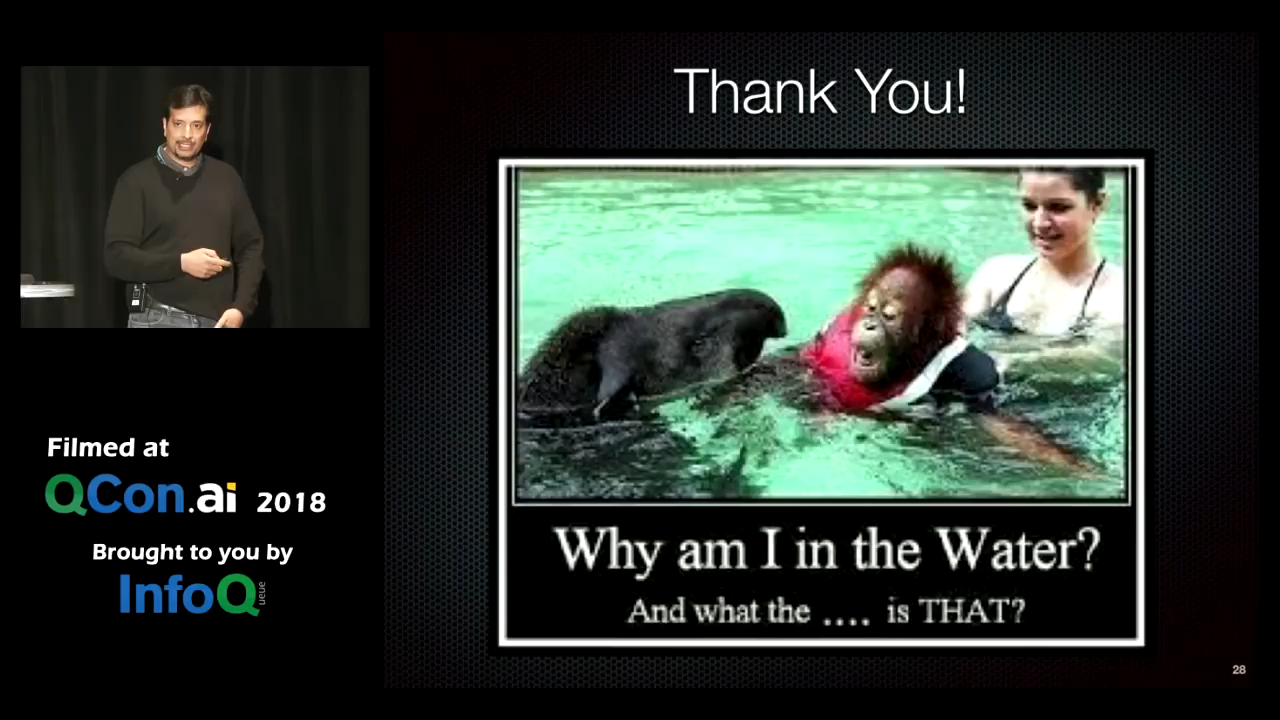 Thank You!
Why am I in the Water?
And what the .... is THAT?
Filmed at
QCon.ai 2018
Brought to you by
InfoQueue
28